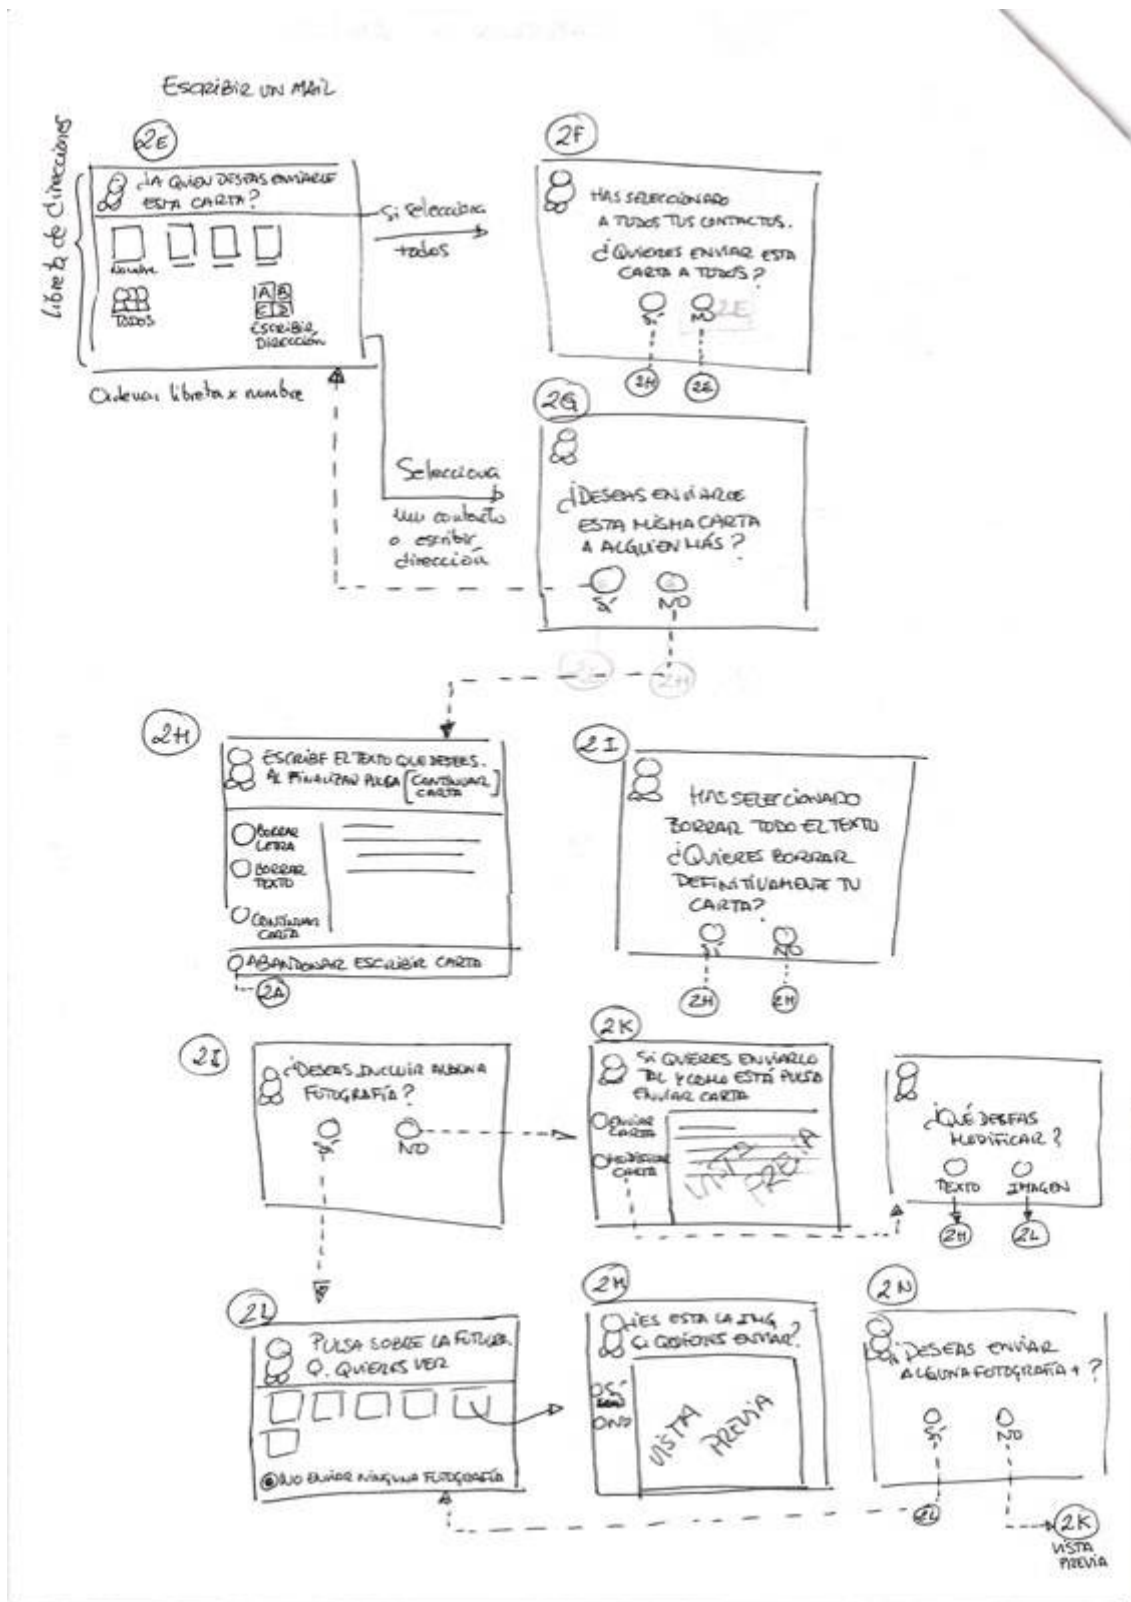 ESCRIBIR UN MAIL
Libreta de direcciones
2E
¿A QUIEN DESEAS ENVIARLE
ESTA CARTA?
Nombre
TODOS
A B
ESCRIBIR
DIRECCIÓN
Ordenar libreta x nombre
Si selecciona
todos
2F
HAS SELECCIONADO
A TODOS TUS CONTACTOS.
¿QUIERES ENVIAR ESTA
CARTA A TODOS?
SÍ NO
2E
2H 2E
Selecciona
un contacto
o escribir
dirección
2G
¿DESEAS ENVIARLE
ESTA MISMA CARTA
A ALGUIEN MÁS?
SÍ NO
2E 2H
2H
ESCRIBE EL TEXTO QUE DESEES.
AL FINALIZAR PULSA [CONTINUAR
CARTA]
BORRAR
LETRA
BORRAR
TEXTO
CONTINUAR
CARTA
ABANDONAR ESCRIBIR CARTA
2A
2I
HAS SELECCIONADO
BORRAR TODO EL TEXTO
¿QUIERES BORRAR
DEFINITIVAMENTE TU
CARTA?
SÍ NO
2H 2H
¿DESEAS INCLUIR ALGUNA
FOTOGRAFÍA?
SÍ NO
2K
SI QUIERES ENVIARLO
TAL Y COMO ESTÁ PULSA
ENVIAR CARTA
ENVIAR
CARTA
MODIFICAR
CARTA
VISTA
PREVIA
¿QUÉ DESEAS
MODIFICAR?
TEXTO IMAGEN
2H 2L
2L
PULSA SOBRE LA
Q. QUIERES VER
NO ENVIAR NINGUNA FOTOGRAFÍA
2M
¿ES ESTA LA IMG
ENVIAR?
SÍ
NO
VISTA
PREVIA
2N
¿DESEAS ENVIAR
ALGUNA FOTOGRAFÍA + ?
SÍ NO
2L
2K
VISTA
PREVIA